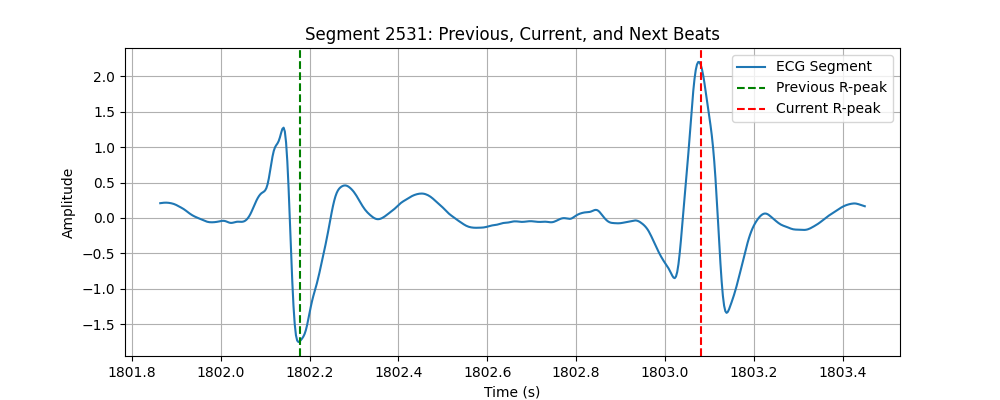 Segment 2531: Previous, Current, and Next Beats
ECG Segment
Previous R-peak
Current R-peak
Amplitude
2.0
1.5
1.0
0.5
0.0
−0.5
−1.0
−1.5
1801.8 1802.0 1802.2 1802.4 1802.6 1802.8 1803.0 1803.2 1803.4
Time (s)